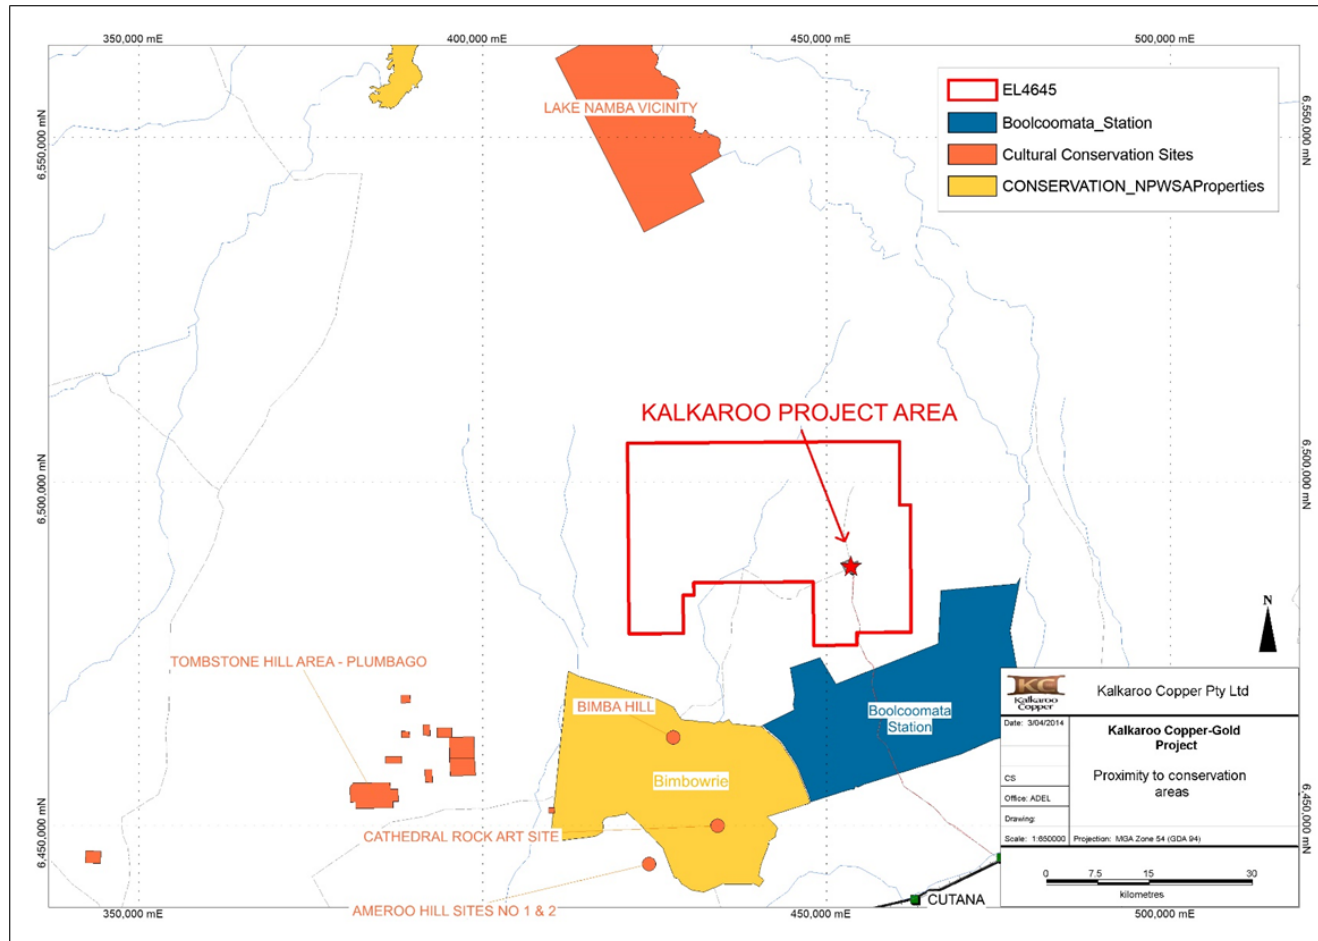 350,000 mE
400,000 mE
450,000 mE
500,000 mE
6,550,000 mN
6,550,000 mN
LAKE NAMBA VICINITY
EL4645
Boolcoomata_Station
Cultural Conservation Sites
CONSERVATION_NPWSAProperties
KALKAROO PROJECT AREA
6,500,000 mN
6,500,000 mN
N
TOMBSTONE HILL AREA - PLUMBAGO
BIMBA HILL
Boolcoomata
Station
Bimbowrie
CATHEDRAL ROCK ART SITE
AMEROO HILL SITES NO 1 & 2
6,450,000 mN
6,450,000 mN
CUTANA
KC
Kalkaroo
Copper
Kalkaroo Copper Pty Ltd
Date: 3/04/2014
CS
Office: ADEL
Drawing:
Scale: 1:650000
Kalkaroo Copper-Gold
Project
Proximity to conservation
areas
Projection: MGA Zone 54 (GDA 94)
0 7.5 15 30
kilometres
350,000 mE
450,000 mE
500,000 mE